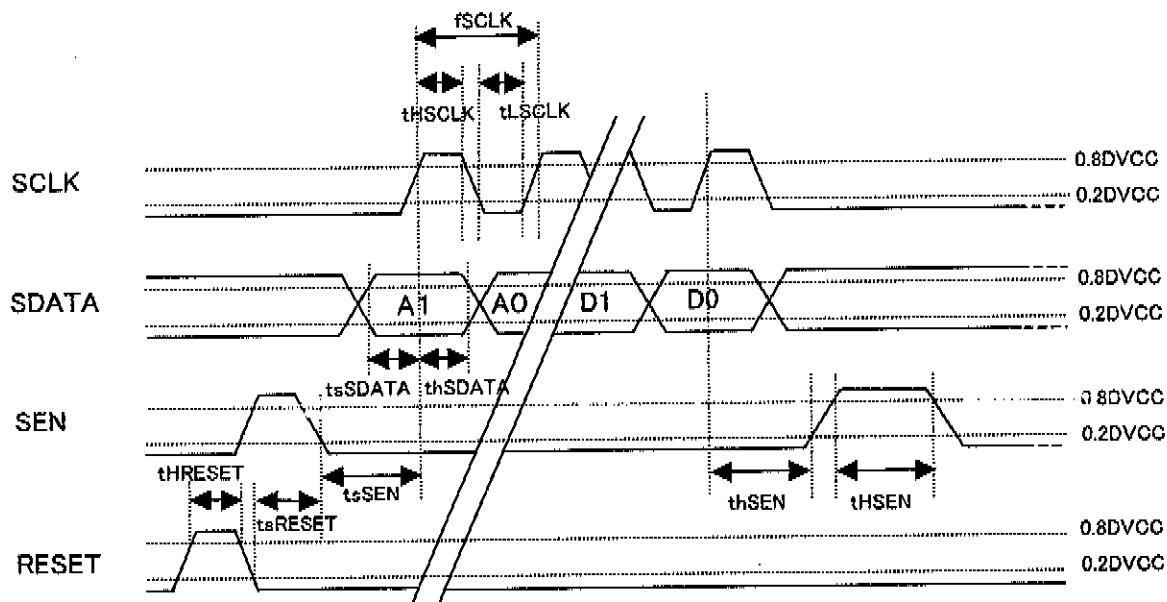 fSCLK
tHSCLK tLSCLK
SCLK
0.8DVCC
0.2DVCC
SDATA
A1 A0 D1 D0
0.8DVCC
0.2DVCC
tsSDATA thSDATA
SEN
0.8DVCC
0.2DVCC
tHRESET
tsRESET
tsSEN
thSEN
tHSEN
RESET
0.8DVCC
0.2DVCC